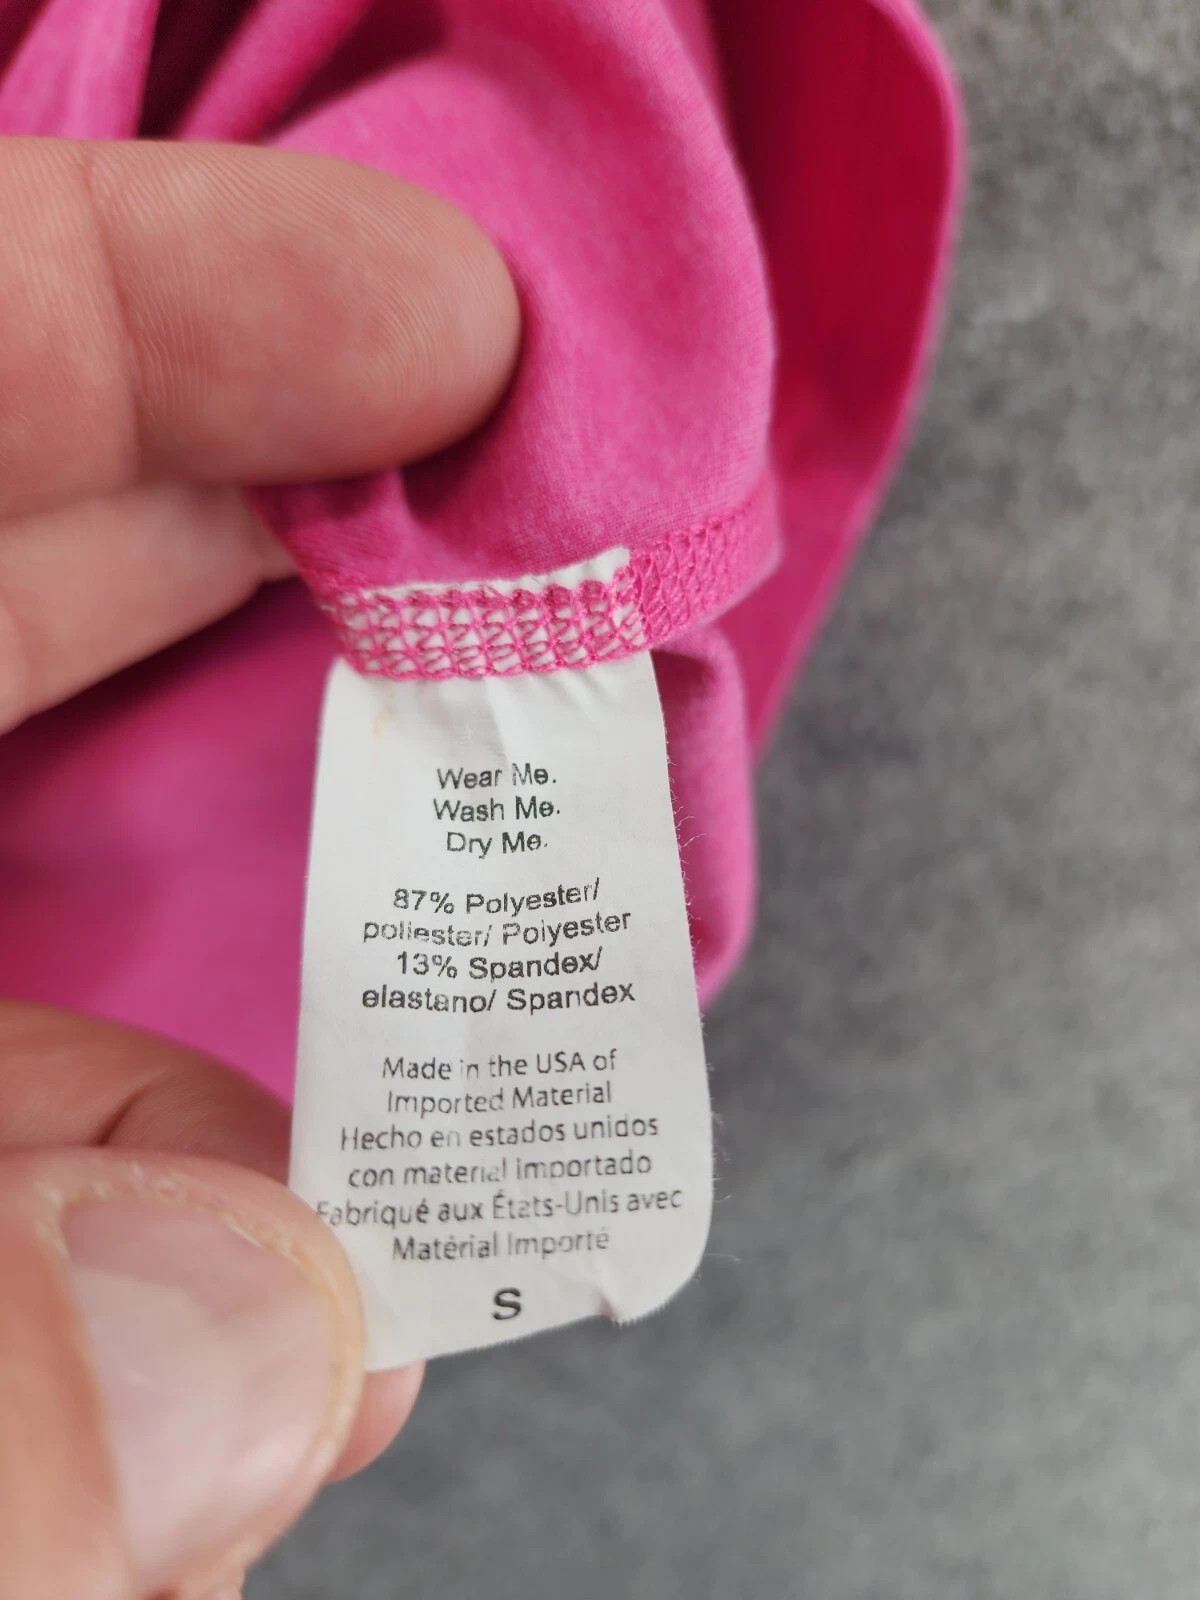 Wear Me.
Wash Me.
Dry Me.
87% Polyester/
poliester/ Polyester
13% Spandex/
elastano/ Spandex
Made in the USA of
Imported Material
Hecho en estados unidos
con material importado
Fabriqué aux États-Unis avec
Matérial Importé
S